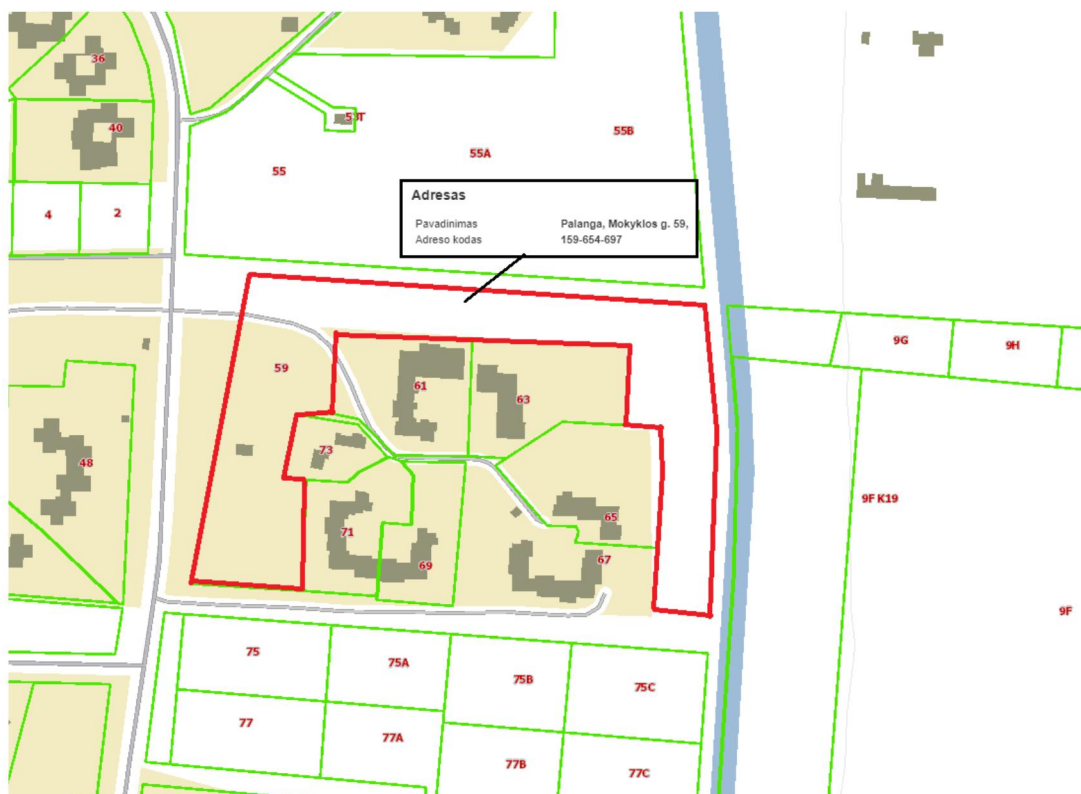 36
40
53T
55B
55A
55
4
2
Adresas
Pavadinimas Palanga, Mokyklos g. 59,
Adreso kodas 159-654-697
9G
9H
59
61
63
73
48
9F K19
65
71
67
69
9F
75
75A
75B
75C
77
77A
77B
77C